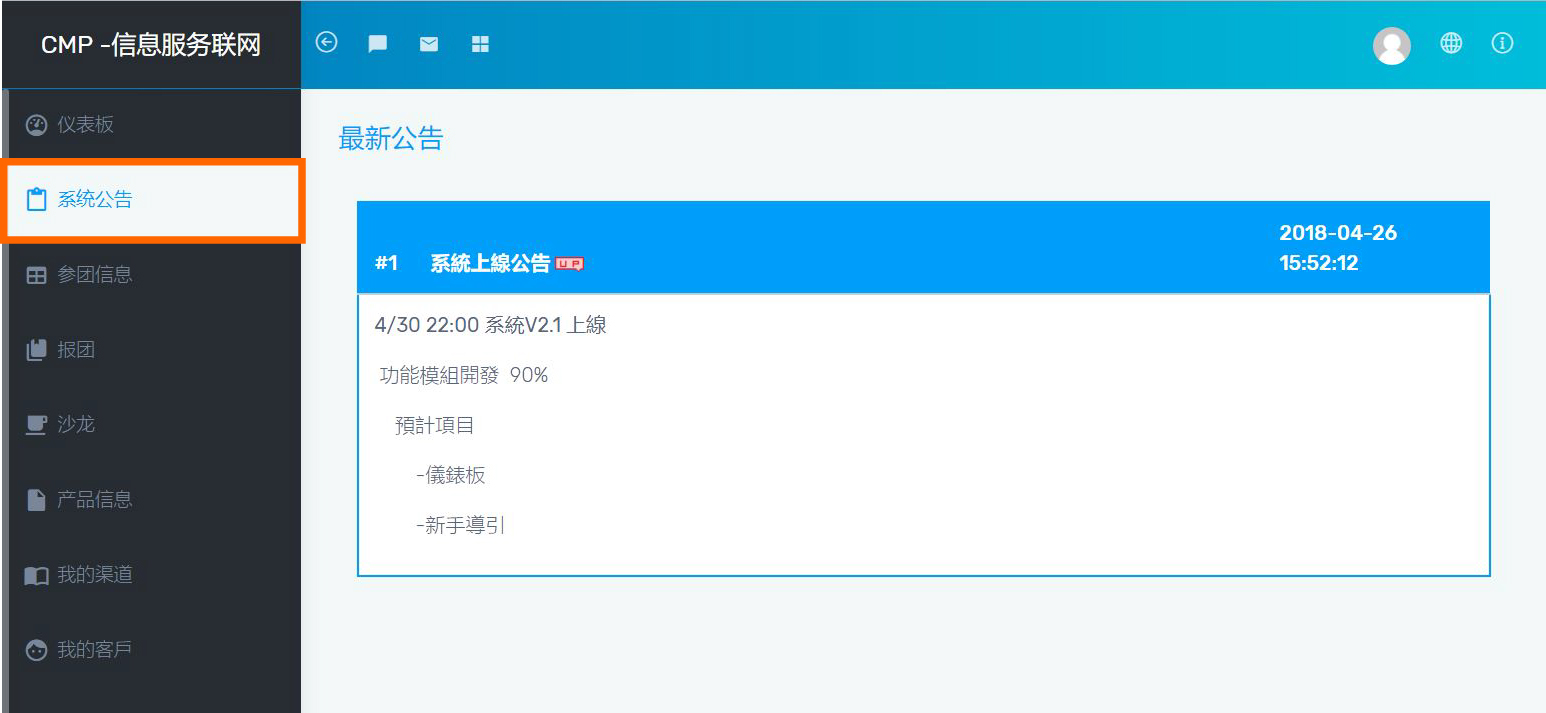 CMP -信息服务联网
仪表板
系统公告
参团信息
报团
沙龙
产品信息
我的渠道
我的客戶
最新公告
#1 系統上線公告 UP 2018-04-26
15:52:12
4/30 22:00 系統V2.1 上線
功能模組開發 90%
預計項目
-儀錶板
-新手導引